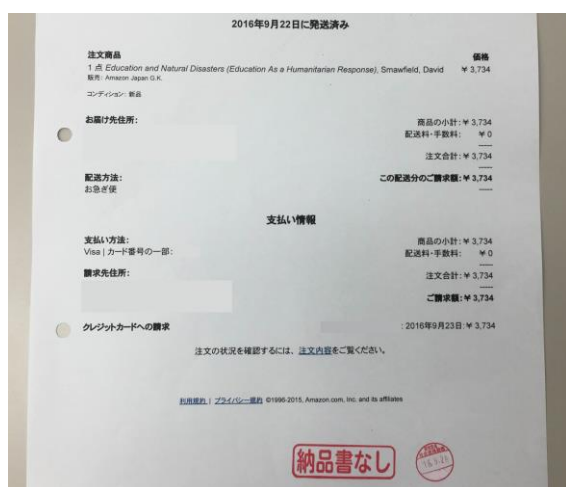 2016年9月22日に発送済み
注文商品 価格
1 点 Education and Natural Disasters (Education As a Humanitarian Response), Smawfield, David ¥ 3,734
販売: Amazon Japan G.K.
コンディション: 新品
お届け先住所: 商品の小計: ¥ 3,734
配送料・手数料: ¥ 0
-----
注文合計: ¥ 3,734
配送方法: この配送分のご請求額: ¥ 3,734
お急ぎ便 -----
支払い情報
支払い方法: 商品の小計: ¥ 3,734
Visa | カード番号の一部: 配送料・手数料: ¥ 0
-----
請求先住所: 注文合計: ¥ 3,734
-----
ご請求額: ¥ 3,734
クレジットカードへの請求 : 2016年9月23日: ¥ 3,734
注文の状況を確認するには、注文内容をご覧ください。
利用規約 | プライバシー規約 ©1996-2015, Amazon.com, Inc. and its affiliates
納品書なし